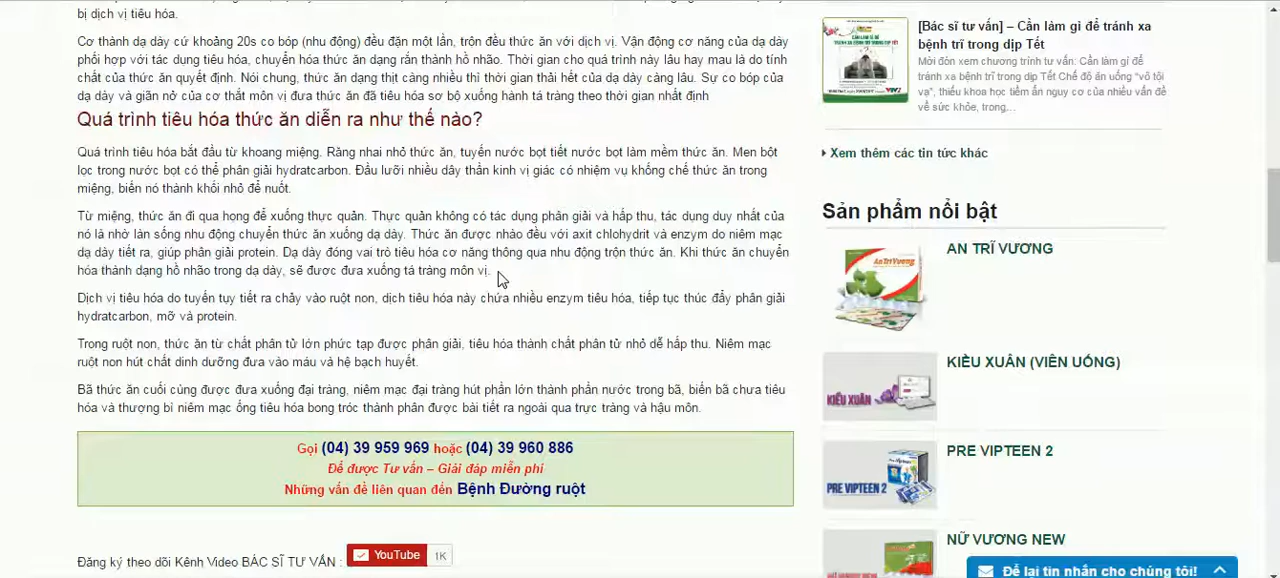 bị dịch vị tiêu hóa.
Cơ thành dạ dày cứ khoảng 20s co bóp (nhu động) đều đặn một lần, trộn đều thức ăn với dịch vị. Vận động cơ năng của dạ dày
phối hợp với tác dụng tiêu hóa, chuyển hóa thức ăn dạng rắn thành hồ nhão. Thời gian cho quá trình này lâu hay mau là do tính
chất của thức ăn quyết định. Nói chung, thức ăn dạng thịt càng nhiều thì thời gian thải hết của dạ dày càng lâu. Sự co bóp của
dạ dày và giãn ra của cơ thắt môn vị đưa thức ăn đã tiêu hóa sơ bộ xuống hành tá tràng theo thời gian nhất định
Quá trình tiêu hóa thức ăn diễn ra như thế nào?
Quá trình tiêu hóa bắt đầu từ khoang miệng. Răng nhai nhỏ thức ăn, tuyến nước bọt tiết nước bọt làm mềm thức ăn. Men bột
lọc trong nước bọt có thể phân giải hydratcarbon. Đầu lưỡi nhiều dây thần kinh vị giác có nhiệm vụ khống chế thức ăn trong
miệng, biến nó thành khối nhỏ để nuốt.
Từ miệng, thức ăn đi qua họng để xuống thực quản. Thực quản không có tác dụng phân giải và hấp thu, tác dụng duy nhất của
nó là nhờ làn sóng nhu động chuyển thức ăn xuống dạ dày. Thức ăn được nhào đều với axit chlohydrit và enzym do niêm mạc
dạ dày tiết ra, giúp phân giải protein. Dạ dày đóng vai trò tiêu hóa cơ năng thông qua nhu động trộn thức ăn. Khi thức ăn chuyển
hóa thành dạng hồ nhão trong dạ dày, sẽ được đưa xuống tá tràng môn vị.
Dịch vị tiêu hóa do tuyến tụy tiết ra chảy vào ruột non, dịch tiêu hóa này chứa nhiều enzym tiêu hóa, tiếp tục thúc đẩy phân giải
hydratcarbon, mỡ và protein.
Trong ruột non, thức ăn từ chất phân tử lớn phức tạp được phân giải, tiêu hóa thành chất phân tử nhỏ dễ hấp thu. Niêm mạc
ruột non hút chất dinh dưỡng đưa vào máu và hệ bạch huyết.
Bã thức ăn cuối cùng được đưa xuống đại tràng, niêm mạc đại tràng hút phần lớn thành phần nước trong bã, biến bã chưa tiêu
hóa và thượng bì niêm mạc ống tiêu hóa bong tróc thành phân được bài tiết ra ngoài qua trực tràng và hậu môn.
Gọi (04) 39 959 969 hoặc (04) 39 960 886
Để được Tư vấn – Giải đáp miễn phí
Những vấn đề liên quan đến Bệnh Đường ruột
Đăng ký theo dõi Kênh Video BÁC SĨ TƯ VẤN :
YouTube 1K
[Bác sĩ tư vấn] – Cần làm gì để tránh xa
bệnh trĩ trong dịp Tết
Mời đón xem chương trình tư vấn: Cần làm gì để
tránh xa bệnh trĩ trong dịp Tết Chế độ ăn uống “vô tội
vạ”, thiếu khoa học tiềm ẩn nguy cơ của nhiều vấn đề
về sức khỏe, trong...
Xem thêm các tin tức khác
Sản phẩm nổi bật
AN TRĨ VƯƠNG
An Trĩ Vương
KIỀU XUÂN (VIÊN UỐNG)
KIỀU XUÂN
PRE VIPTEEN 2
PRE VIPTEEN 2
NỮ VƯƠNG NEW
Để lại tin nhắn cho chúng tôi!